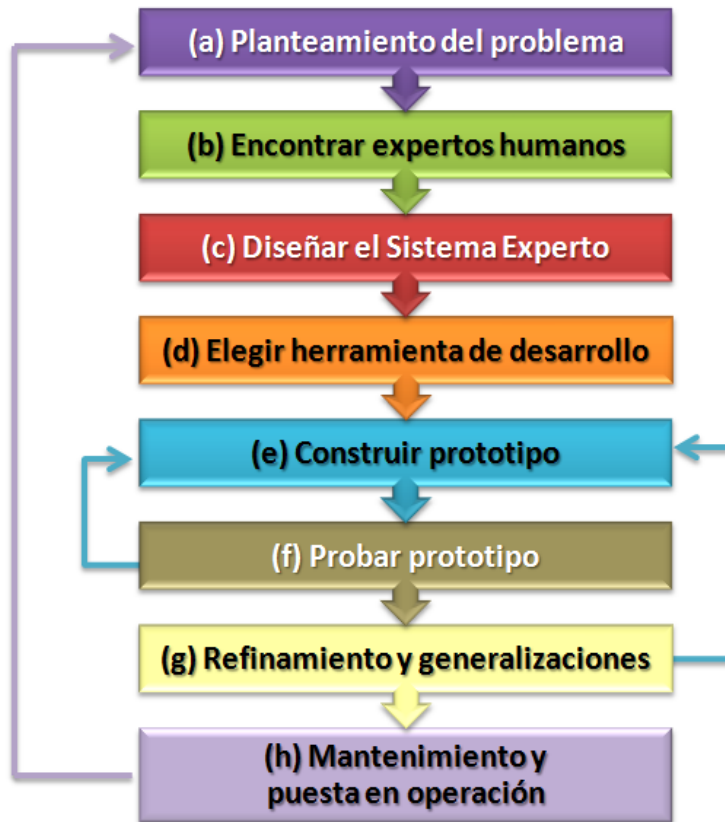 (a) Planteamiento del problema
(b) Encontrar expertos humanos
(c) Diseñar el Sistema Experto
(d) Elegir herramienta de desarrollo
(e) Construir prototipo
(f) Probar prototipo
(g) Refinamiento y generalizaciones
(h) Mantenimiento y
puesta en operación